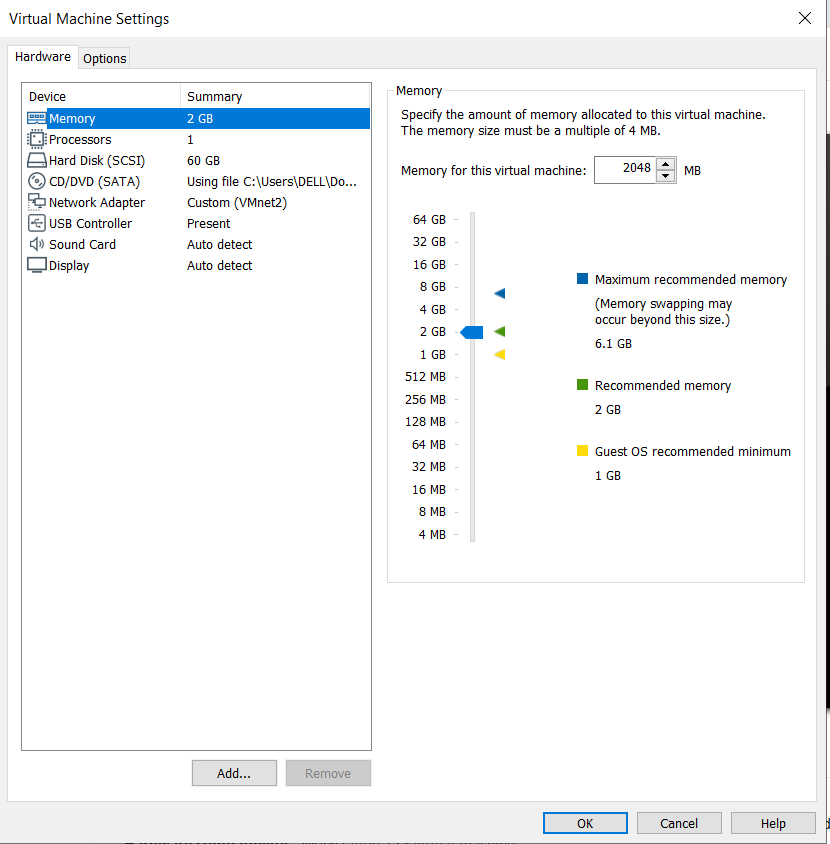 Virtual Machine Settings
Hardware
Options
Device Summary
Memory 2 GB
Processors 1
Hard Disk (SCSI) 60 GB
CD/DVD (SATA) Using file C:\Users\DELL\Do...
Network Adapter Custom (VMnet2)
USB Controller Present
Sound Card Auto detect
Display Auto detect
Add...
Remove
Memory
Specify the amount of memory allocated to this virtual machine.
The memory size must be a multiple of 4 MB.
Memory for this virtual machine: 2048 MB
64 GB
32 GB
16 GB
8 GB
4 GB
2 GB
1 GB
512 MB
256 MB
128 MB
64 MB
32 MB
16 MB
8 MB
4 MB
Maximum recommended memory
(Memory swapping may
occur beyond this size.)
6.1 GB
Recommended memory
2 GB
Guest OS recommended minimum
1 GB
OK
Cancel
Help